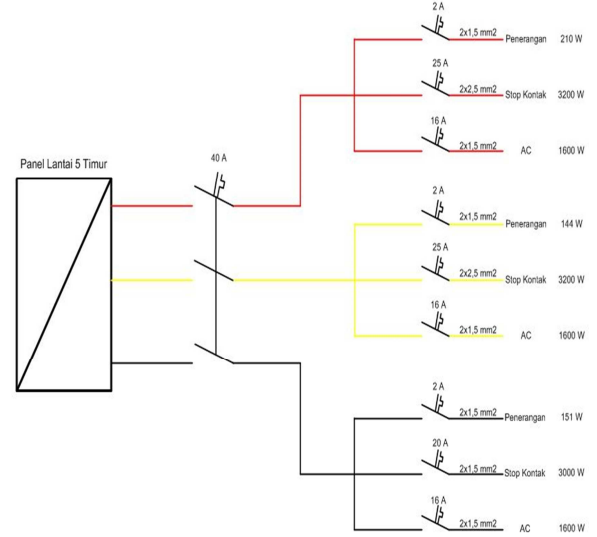 2 A
2x1,5 mm2 Penerangan 210 W
25 A
2x2,5 mm2 Stop Kontak 3200 W
16 A
2x1,5 mm2 AC 1600 W
Panel Lantai 5 Timur
40 A
2 A
2x1,5 mm2 Penerangan 144 W
25 A
2x2,5 mm2 Stop Kontak 3200 W
16 A
2x1,5 mm2 AC 1600 W
2 A
2x1,5 mm2 Penerangan 151 W
20 A
2x1,5 mm2 Stop Kontak 3000 W
16 A
2x1,5 mm2 AC 1600 W